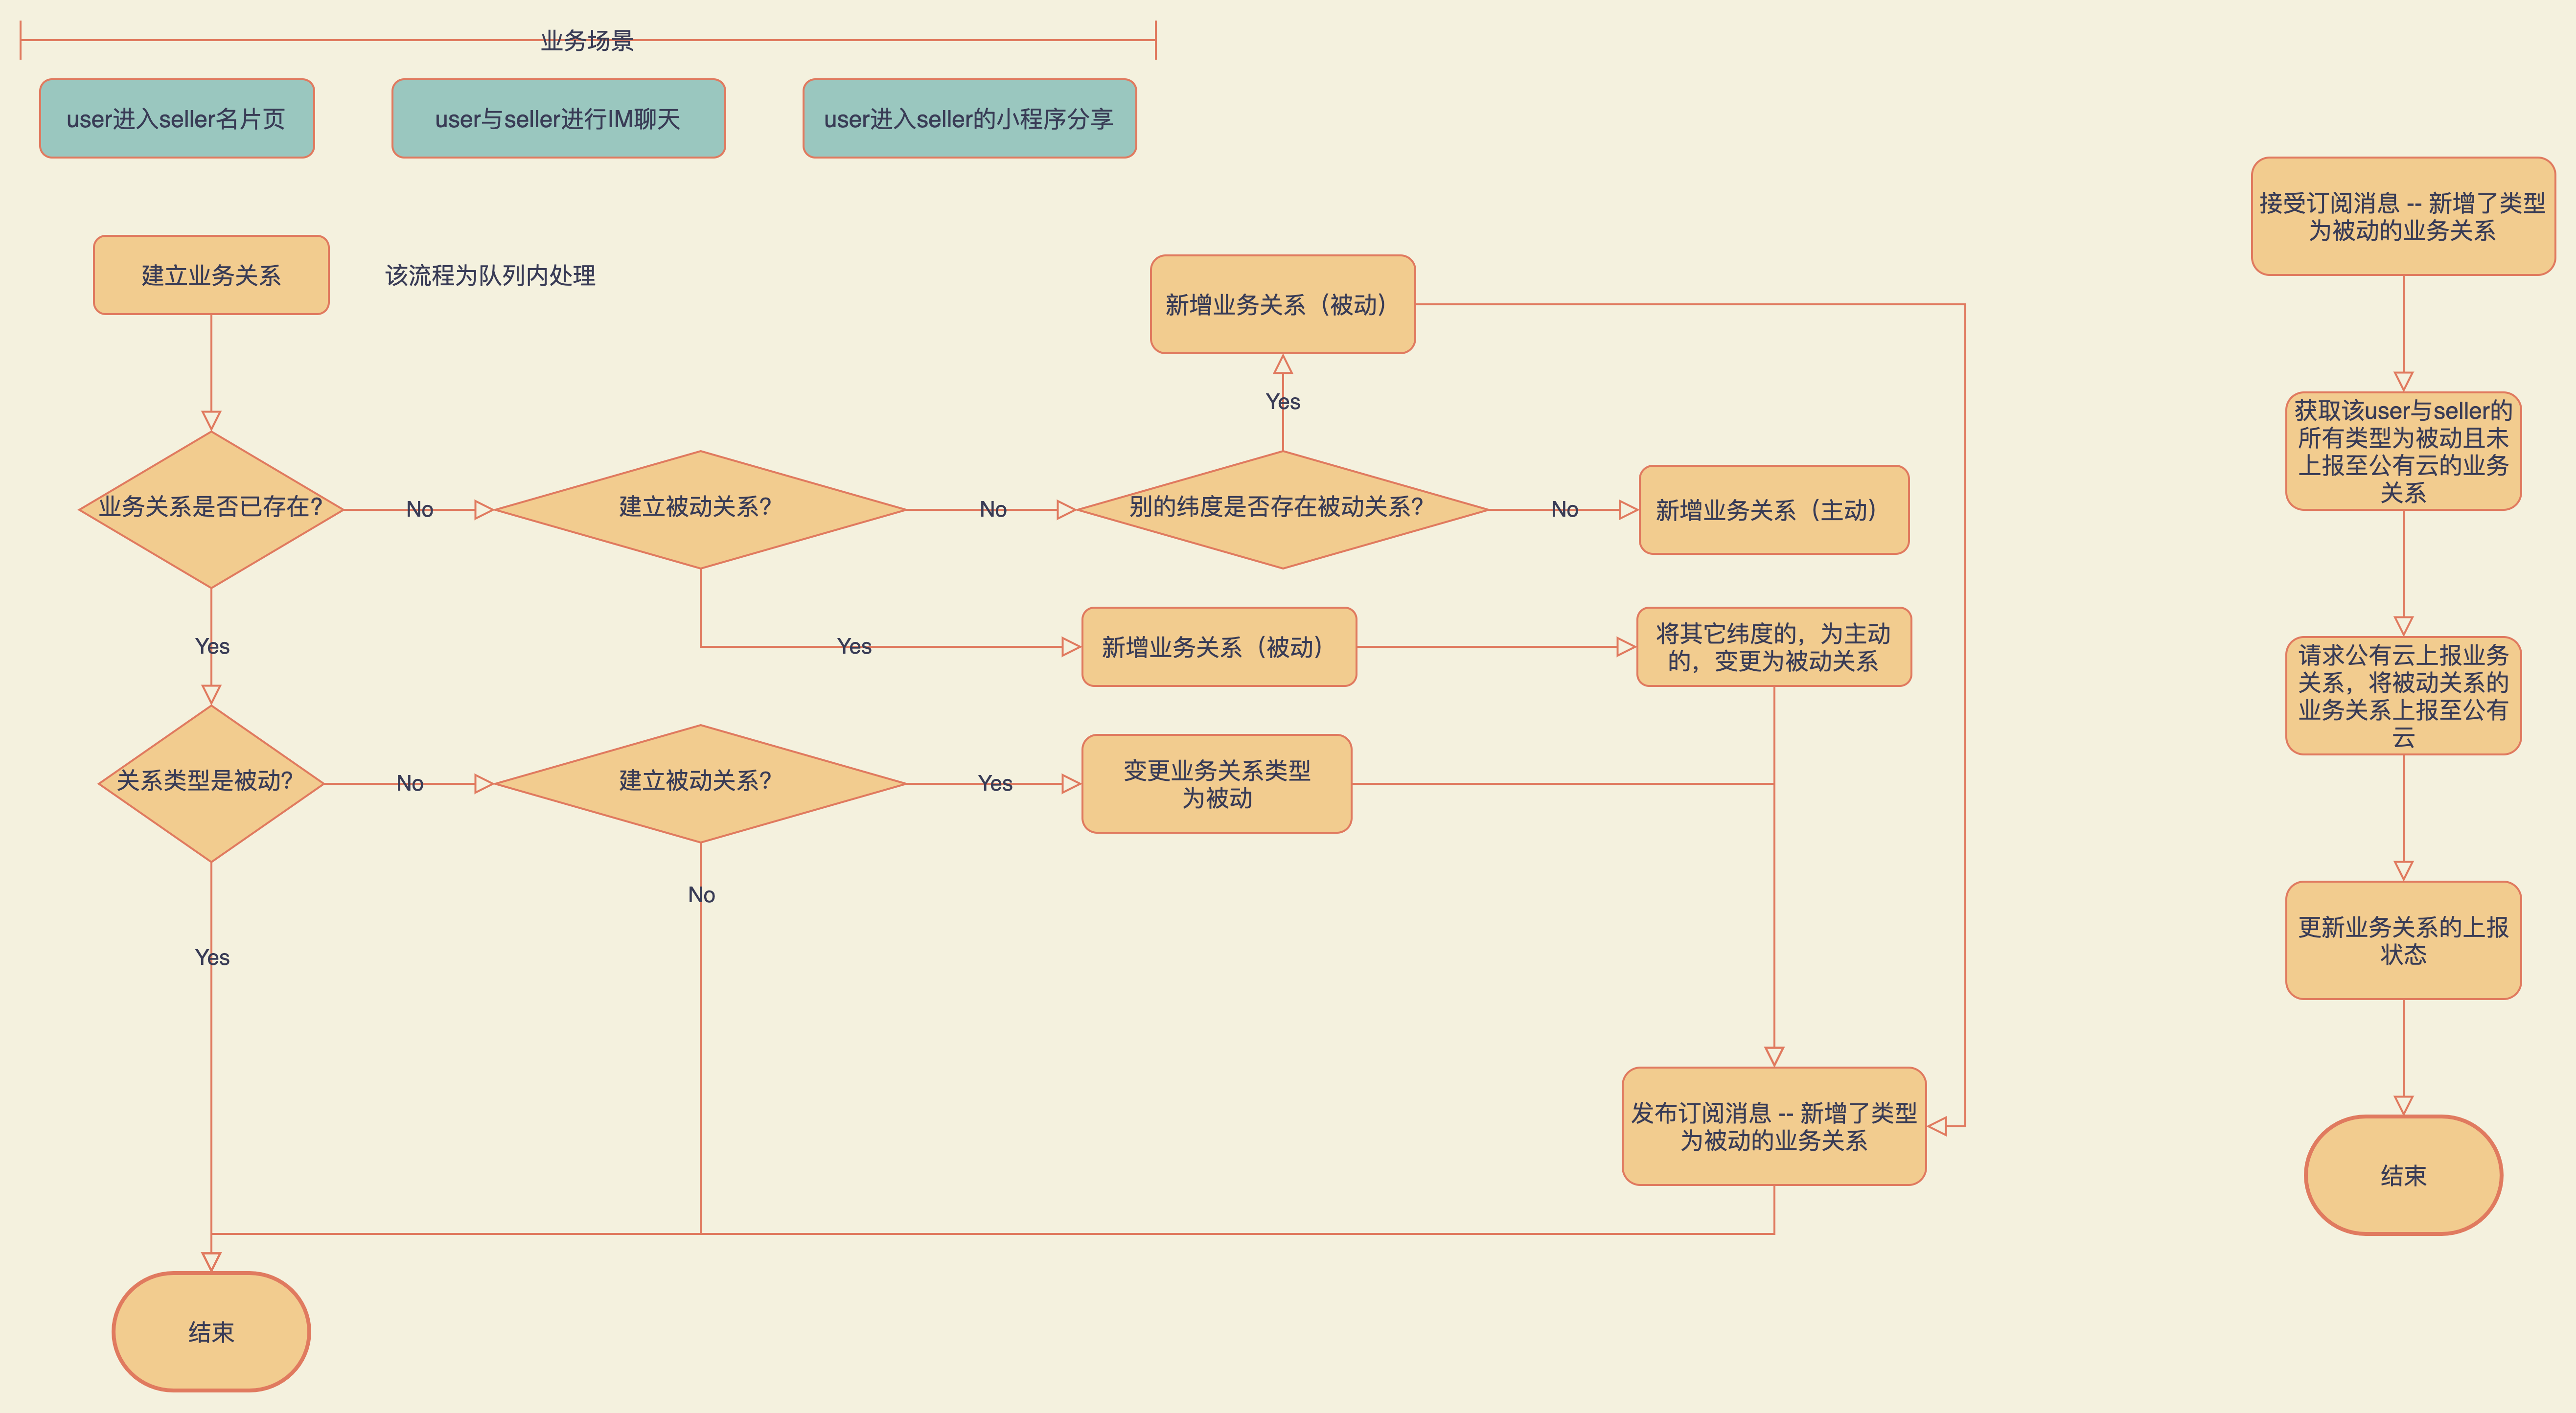 业务场景
user进入seller名片页
user与seller进行IM聊天
user进入seller的小程序分享
建立业务关系
该流程为队列内处理
新增业务关系（被动）
Yes
业务关系是否已存在?
No
建立被动关系?
No
别的纬度是否存在被动关系?
No
新增业务关系（主动）
Yes
Yes
新增业务关系（被动）
将其它纬度的，为主动
的，变更为被动关系
关系类型是被动?
No
建立被动关系?
Yes
变更业务关系类型
为被动
No
Yes
发布订阅消息 -- 新增了类型
为被动的业务关系
结束
接受订阅消息 -- 新增了类型
为被动的业务关系
获取该user与seller的
所有类型为被动且未
上报至公有云的业务
关系
请求公有云上报业务
关系，将被动关系的
业务关系上报至公有
云
更新业务关系的上报
状态
结束